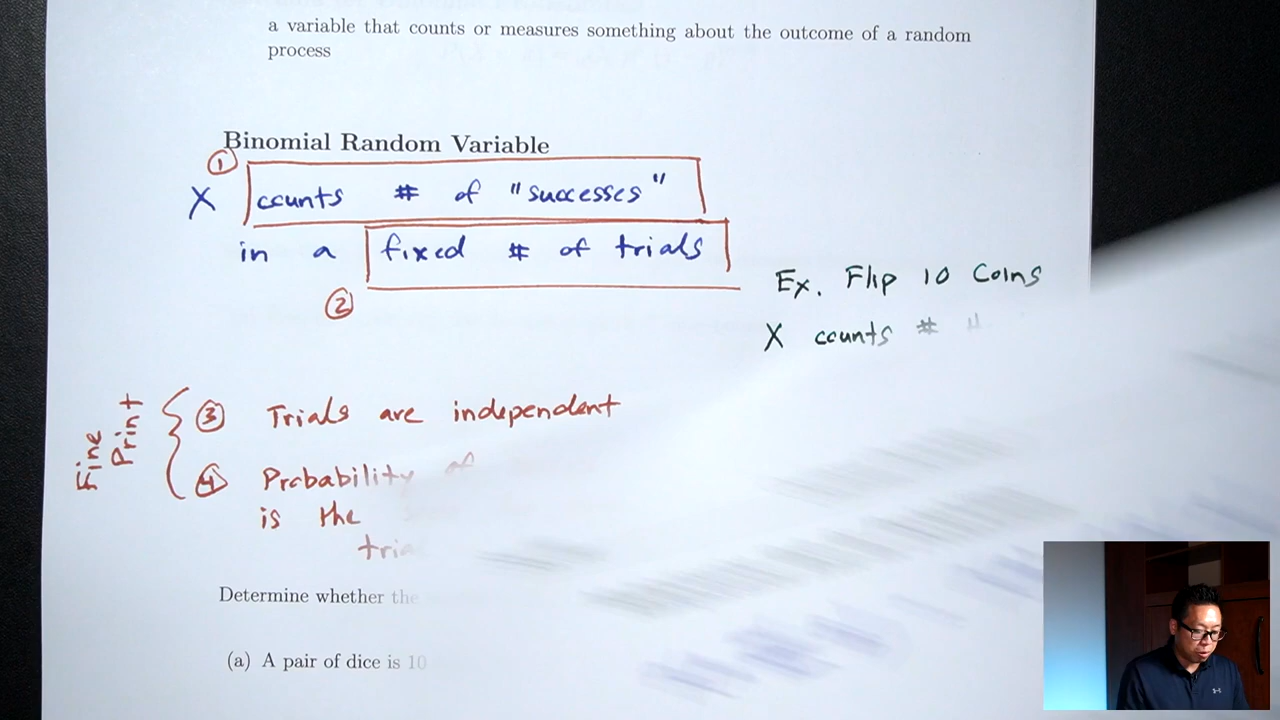 a variable that counts or measures something about the outcome of a random
process
Binomial Random Variable
①
X counts # of "successes"
in a fixed # of trials
②
Ex. Flip 10 Coins
X counts #
Fine
Print
③ Trials are independent
④ Probability of
is the
Determine whether the
(a) A pair of dice is 10